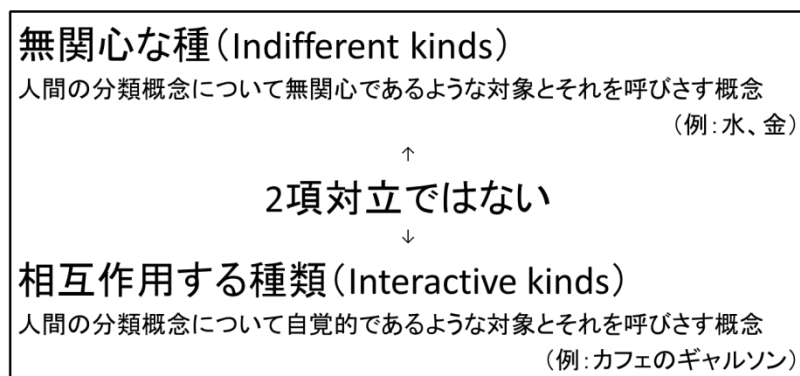 無関心な種（Indifferent kinds）
人間の分類概念について無関心であるような対象とそれを呼びさす概念
（例：水、金）
↑
2項対立ではない
↓
相互作用する種類（Interactive kinds）
人間の分類概念について自覚的であるような対象とそれを呼びさす概念
（例：カフェのギャルソン）